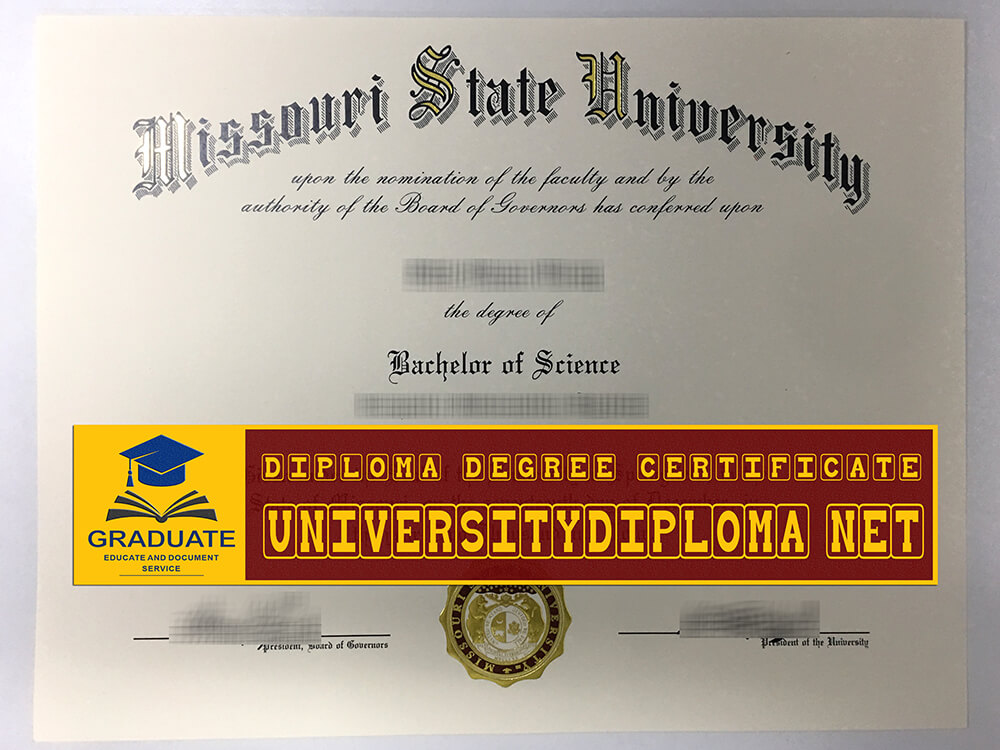 Missouri State University
upon the nomination of the faculty and by the
authority of the Board of Governors has conferred upon
the degree of
Bachelor of Science
DIPLOMA DEGREE CERTIFICATE
UNIVERSITYDIPLOMA NET
GRADUATE
EDUCATE AND DOCUMENT
SERVICE
President, Board of Governors
President of the University
MISSOURI UNIVERSITY